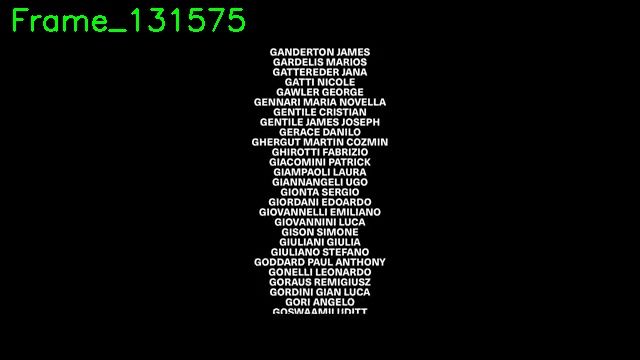 Frame_131575
GANDERTON JAMES
GARDELIS MARIOS
GATTEREDER JANA
GATTI NICOLE
GAWLER GEORGE
GENNARI MARIA NOVELLA
GENTILE CRISTIAN
GENTILE JAMES JOSEPH
GERACE DANILO
GHERGUT MARTIN COZMIN
GHIROTTI FABRIZIO
GIACOMINI PATRICK
GIAMPAOLI LAURA
GIANNANGELI UGO
GIONTA SERGIO
GIORDANI EDOARDO
GIOVANNELLI EMILIANO
GIOVANNINI LUCA
GISON SIMONE
GIULIANI GIULIA
GIULIANO STEFANO
GODDARD PAUL ANTHONY
GONELLI LEONARDO
GORAUS REMIGIUSZ
GORDINI GIAN LUCA
GORI ANGELO
GOSWAAMII UDITT